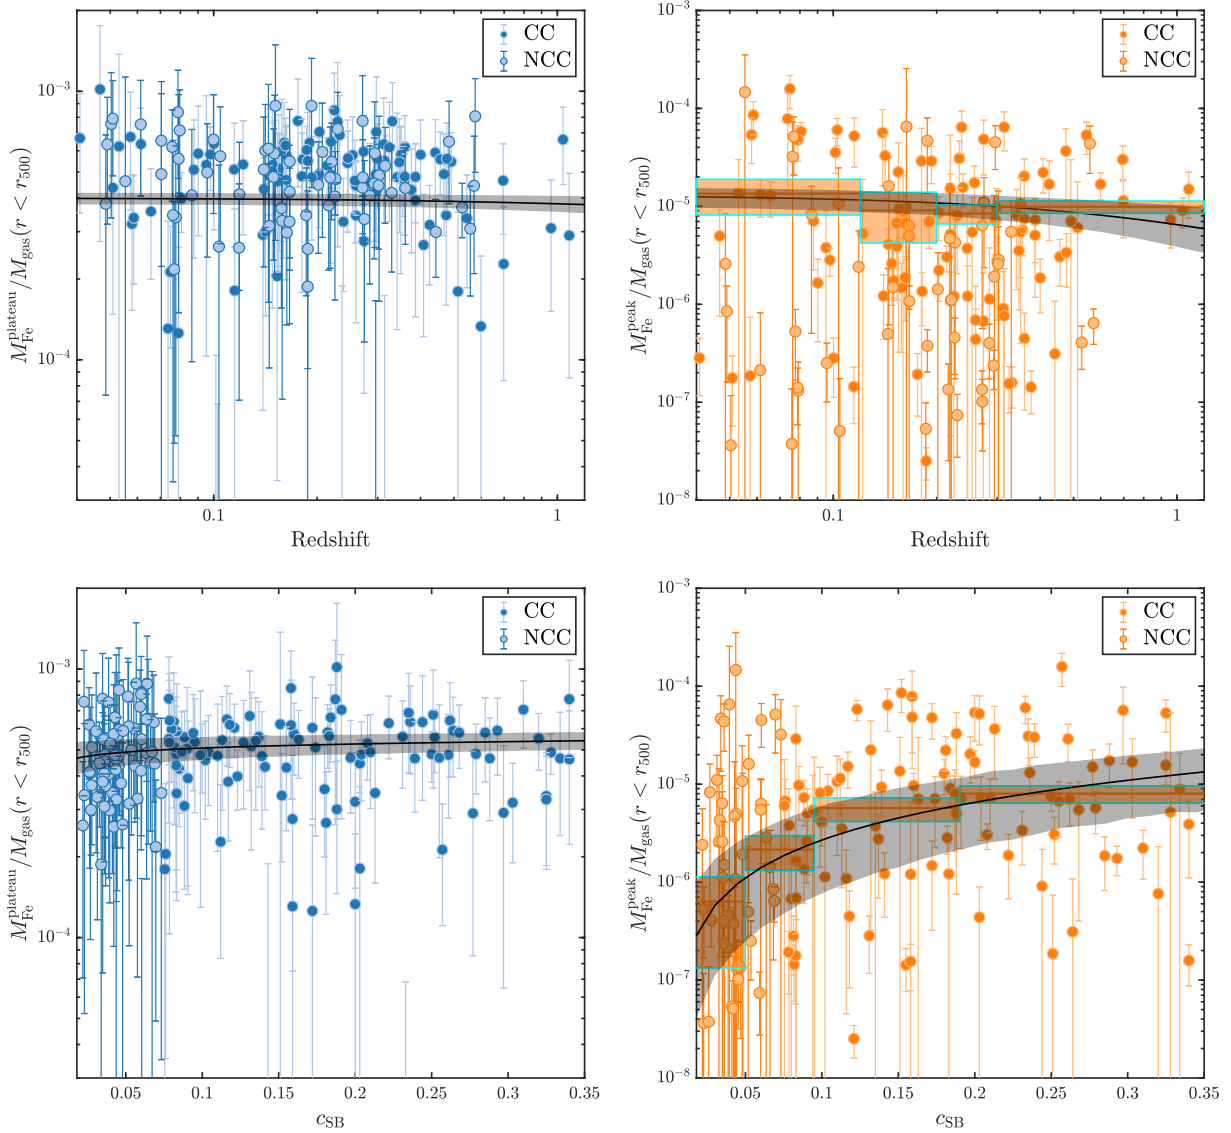 CC
NCC
10⁻³
10⁻⁴
M_Fe^plateau/M_gas(r < r_500)
0.1
1
Redshift
CC
NCC
10⁻³
10⁻⁴
10⁻⁵
10⁻⁶
10⁻⁷
10⁻⁸
M_Fe^peak/M_gas(r < r_500)
0.1
1
Redshift
CC
NCC
10⁻³
10⁻⁴
M_Fe^plateau/M_gas(r < r_500)
0.05 0.1 0.15 0.2 0.25 0.3 0.35
c_SB
CC
NCC
10⁻³
10⁻⁴
10⁻⁵
10⁻⁶
10⁻⁷
10⁻⁸
M_Fe^peak/M_gas(r < r_500)
0.05 0.1 0.15 0.2 0.25 0.3 0.35
c_SB